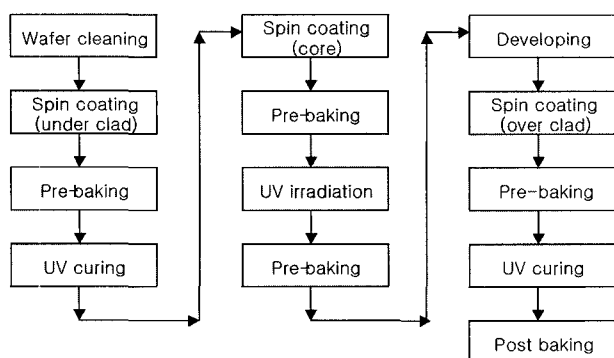 Wafer cleaning
Spin coating
(under clad)
Pre-baking
UV curing
Spin coating
(core)
Pre-baking
UV irradiation
Pre-baking
Developing
Spin coating
(over clad)
Pre-baking
UV curing
Post baking